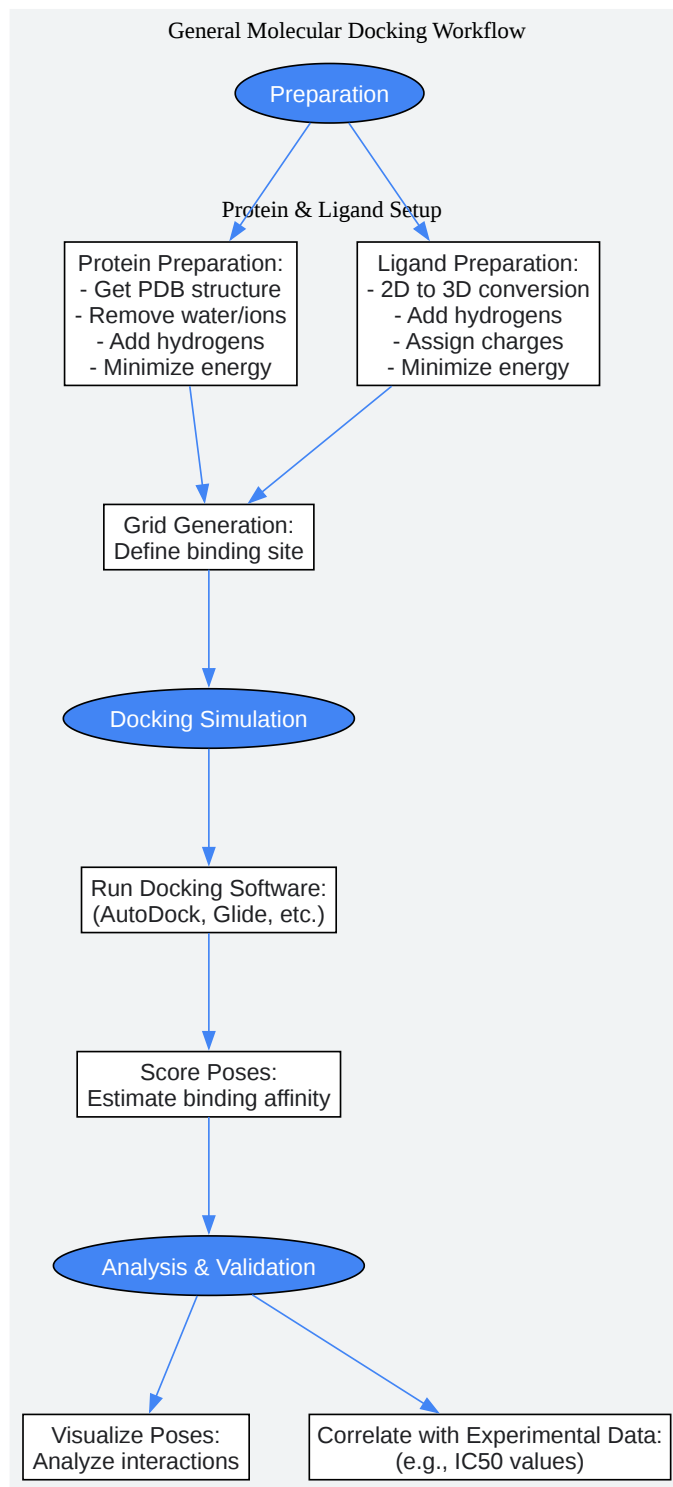 General Molecular Docking Workflow
Preparation
Protein & Ligand Setup
Protein Preparation:
- Get PDB structure
- Remove water/ions
- Add hydrogens
- Minimize energy
Ligand Preparation:
- 2D to 3D conversion
- Add hydrogens
- Assign charges
- Minimize energy
Grid Generation:
Define binding site
Docking Simulation
Run Docking Software:
(AutoDock, Glide, etc.)
Score Poses:
Estimate binding affinity
Analysis & Validation
Visualize Poses:
Analyze interactions
Correlate with Experimental Data:
(e.g., IC50 values)